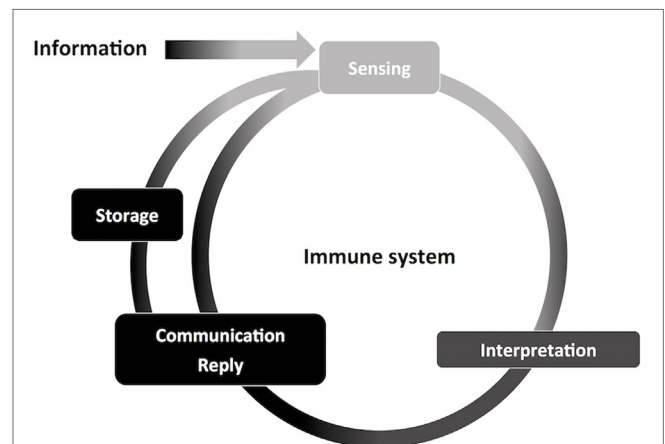 Information
Sensing
Storage
Immune system
Communication
Reply
Interpretation